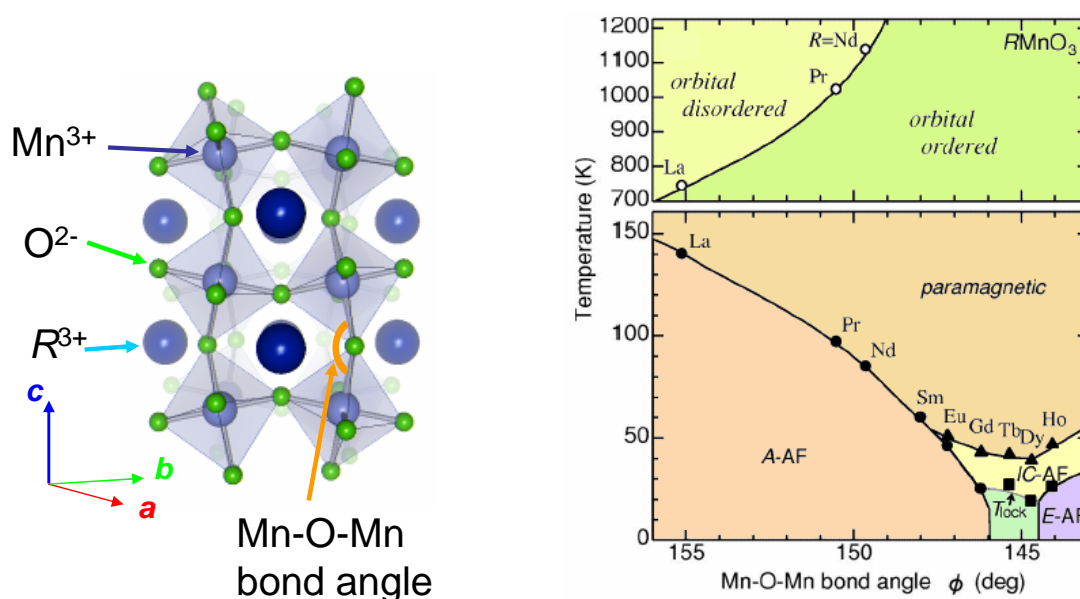 Mn3+
O2-
R3+
c
b
a
Mn-O-Mn
bond angle
RMnO3
R=Nd
Pr
La
orbital
disordered
orbital
ordered
1200
1100
1000
900
800
700
Temperature (K)
150
100
50
0
La
Pr
Nd
Sm
Eu
Gd
Tb
Dy
Ho
paramagnetic
A-AF
IC-AF
Tlock
E-AF
155
150
145
Mn-O-Mn bond angle ϕ (deg)